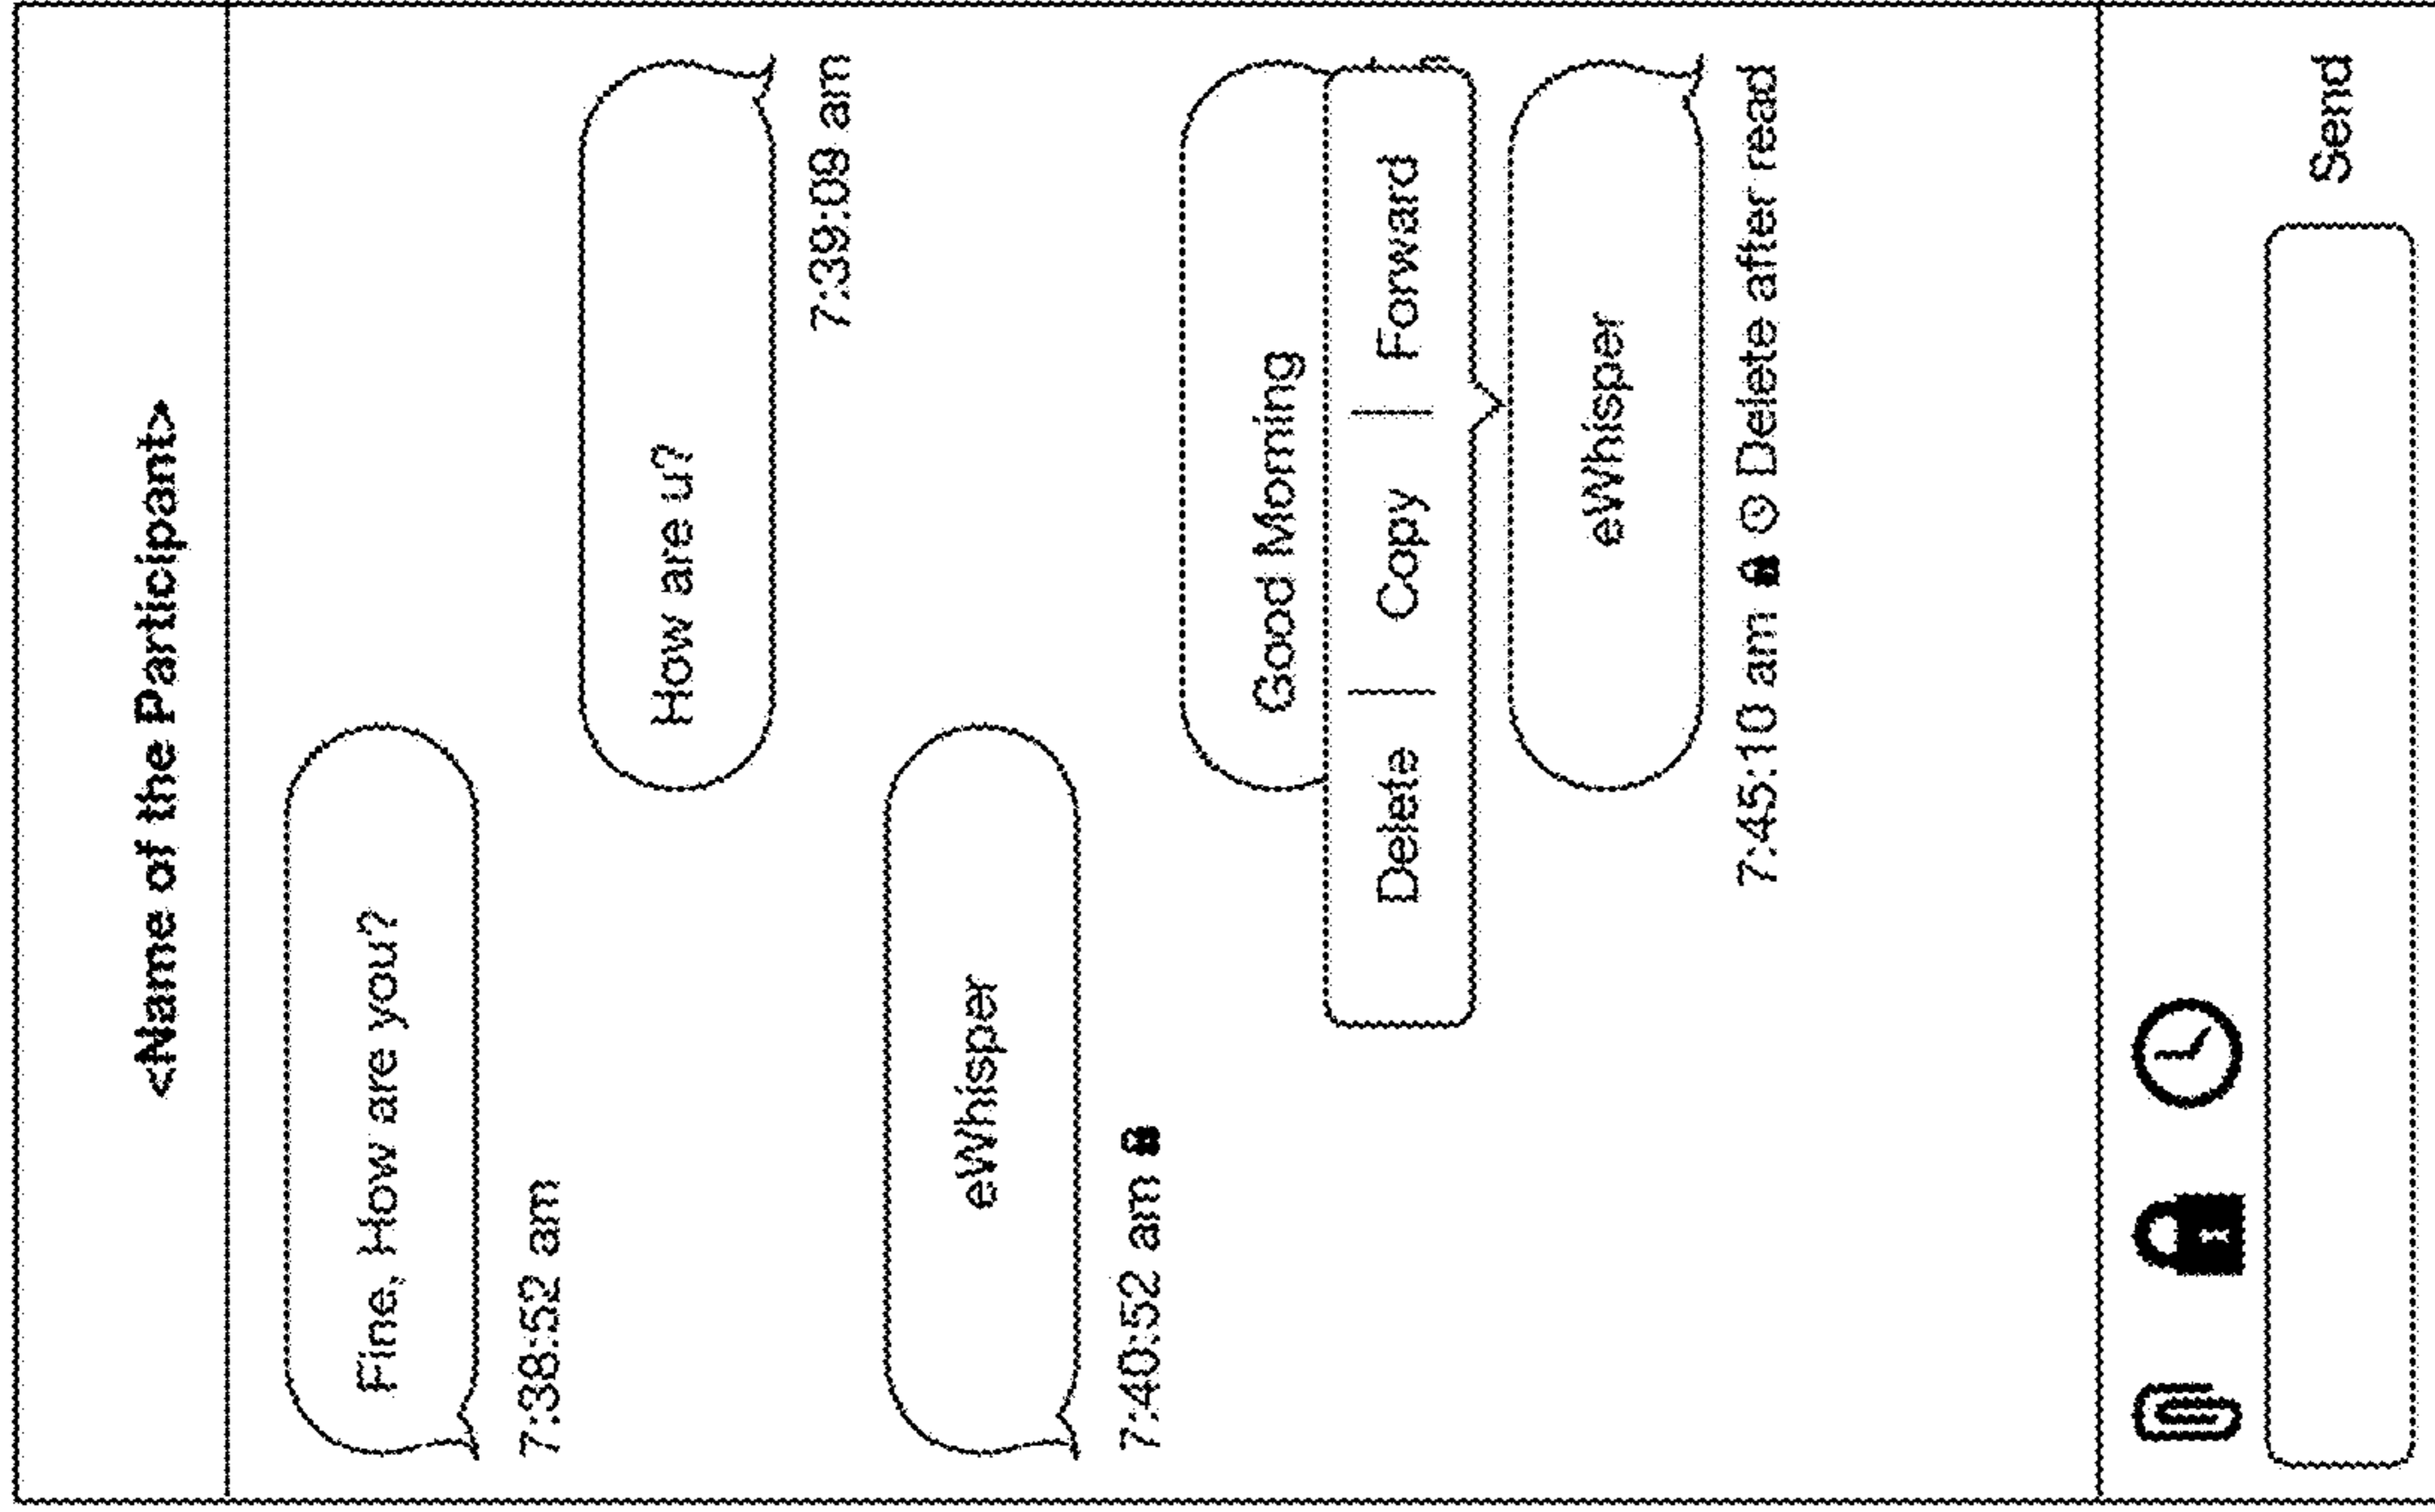 <Name of the Participant>
Fine, How are you?
7:38:52 am
How are u?
7:39:09 am
eWhisper
7:40:52 am
Good Morning
Delete | Copy | Forward
eWhisper
7:45:10 am Delete after read
Send